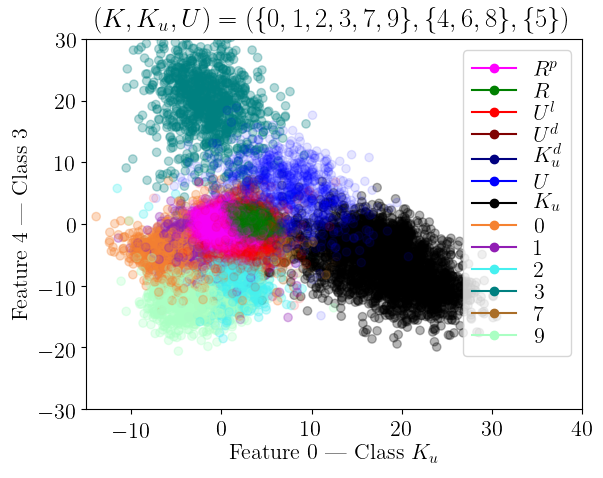 (K, K_u, U) = ({0, 1, 2, 3, 7, 9}, {4, 6, 8}, {5})
30
20
10
0
−10
−20
−30
Feature 4 — Class 3
R^p
R
U^l
U^d
K_u^d
U
K_u
0
1
2
3
7
9
−10
0
10
20
30
40
Feature 0 — Class K_u